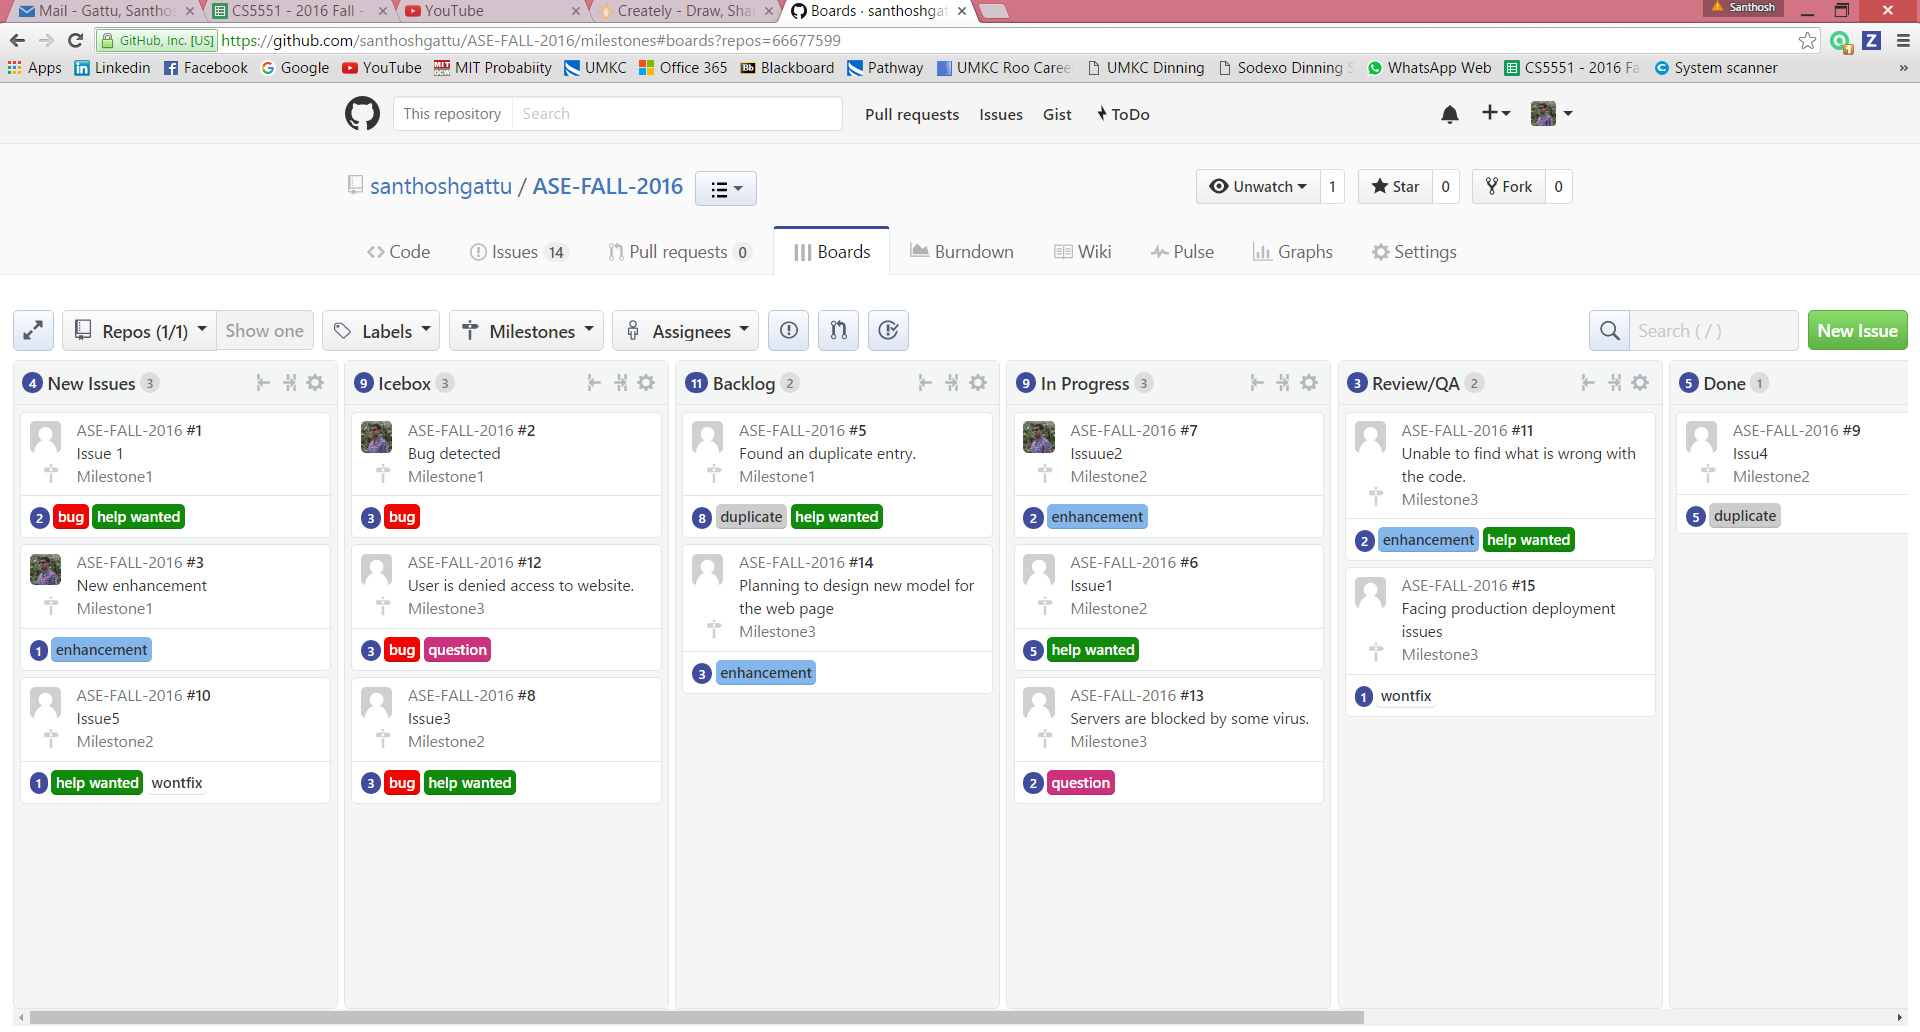 Mail - Gattu, Santhos
CS5551 - 2016 Fall -
YouTube
Creately - Draw, Sha
Boards · santhoshgat
Santhosh
GitHub, Inc. [US] https://github.com/santhoshgattu/ASE-FALL-2016/milestones#boards?repos=66677599
Apps Linkedin Facebook Google YouTube MIT Probabiity UMKC Office 365 Blackboard Pathway UMKC Roo Caree UMKC Dinning Sodexo Dinning S WhatsApp Web CS5551 - 2016 Fa System scanner »
This repository Search Pull requests Issues Gist ToDo
santhoshgattu / ASE-FALL-2016
Unwatch 1 Star 0 Fork 0
Code Issues 14 Pull requests 0 Boards Burndown Wiki Pulse Graphs Settings
Repos (1/1) Show one Labels Milestones Assignees Search ( / ) New Issue
4 New Issues 3
ASE-FALL-2016 #1
Issue 1
Milestone1
2 bug help wanted
ASE-FALL-2016 #3
New enhancement
Milestone1
1 enhancement
ASE-FALL-2016 #10
Issue5
Milestone2
1 help wanted wontfix
9 Icebox 3
ASE-FALL-2016 #2
Bug detected
Milestone1
3 bug
ASE-FALL-2016 #12
User is denied access to website.
Milestone3
3 bug question
ASE-FALL-2016 #8
Issue3
Milestone2
3 bug help wanted
11 Backlog 2
ASE-FALL-2016 #5
Found an duplicate entry.
Milestone1
8 duplicate help wanted
ASE-FALL-2016 #14
Planning to design new model for
the web page
Milestone3
3 enhancement
9 In Progress 3
ASE-FALL-2016 #7
Issuue2
Milestone2
2 enhancement
ASE-FALL-2016 #6
Issue1
Milestone2
5 help wanted
ASE-FALL-2016 #13
Servers are blocked by some virus.
Milestone3
2 question
3 Review/QA 2
ASE-FALL-2016 #11
Unable to find what is wrong with
the code.
Milestone3
2 enhancement help wanted
ASE-FALL-2016 #15
Facing production deployment
issues
Milestone3
1 wontfix
5 Done 1
ASE-FALL-2016 #9
Issu4
Milestone2
5 duplicate